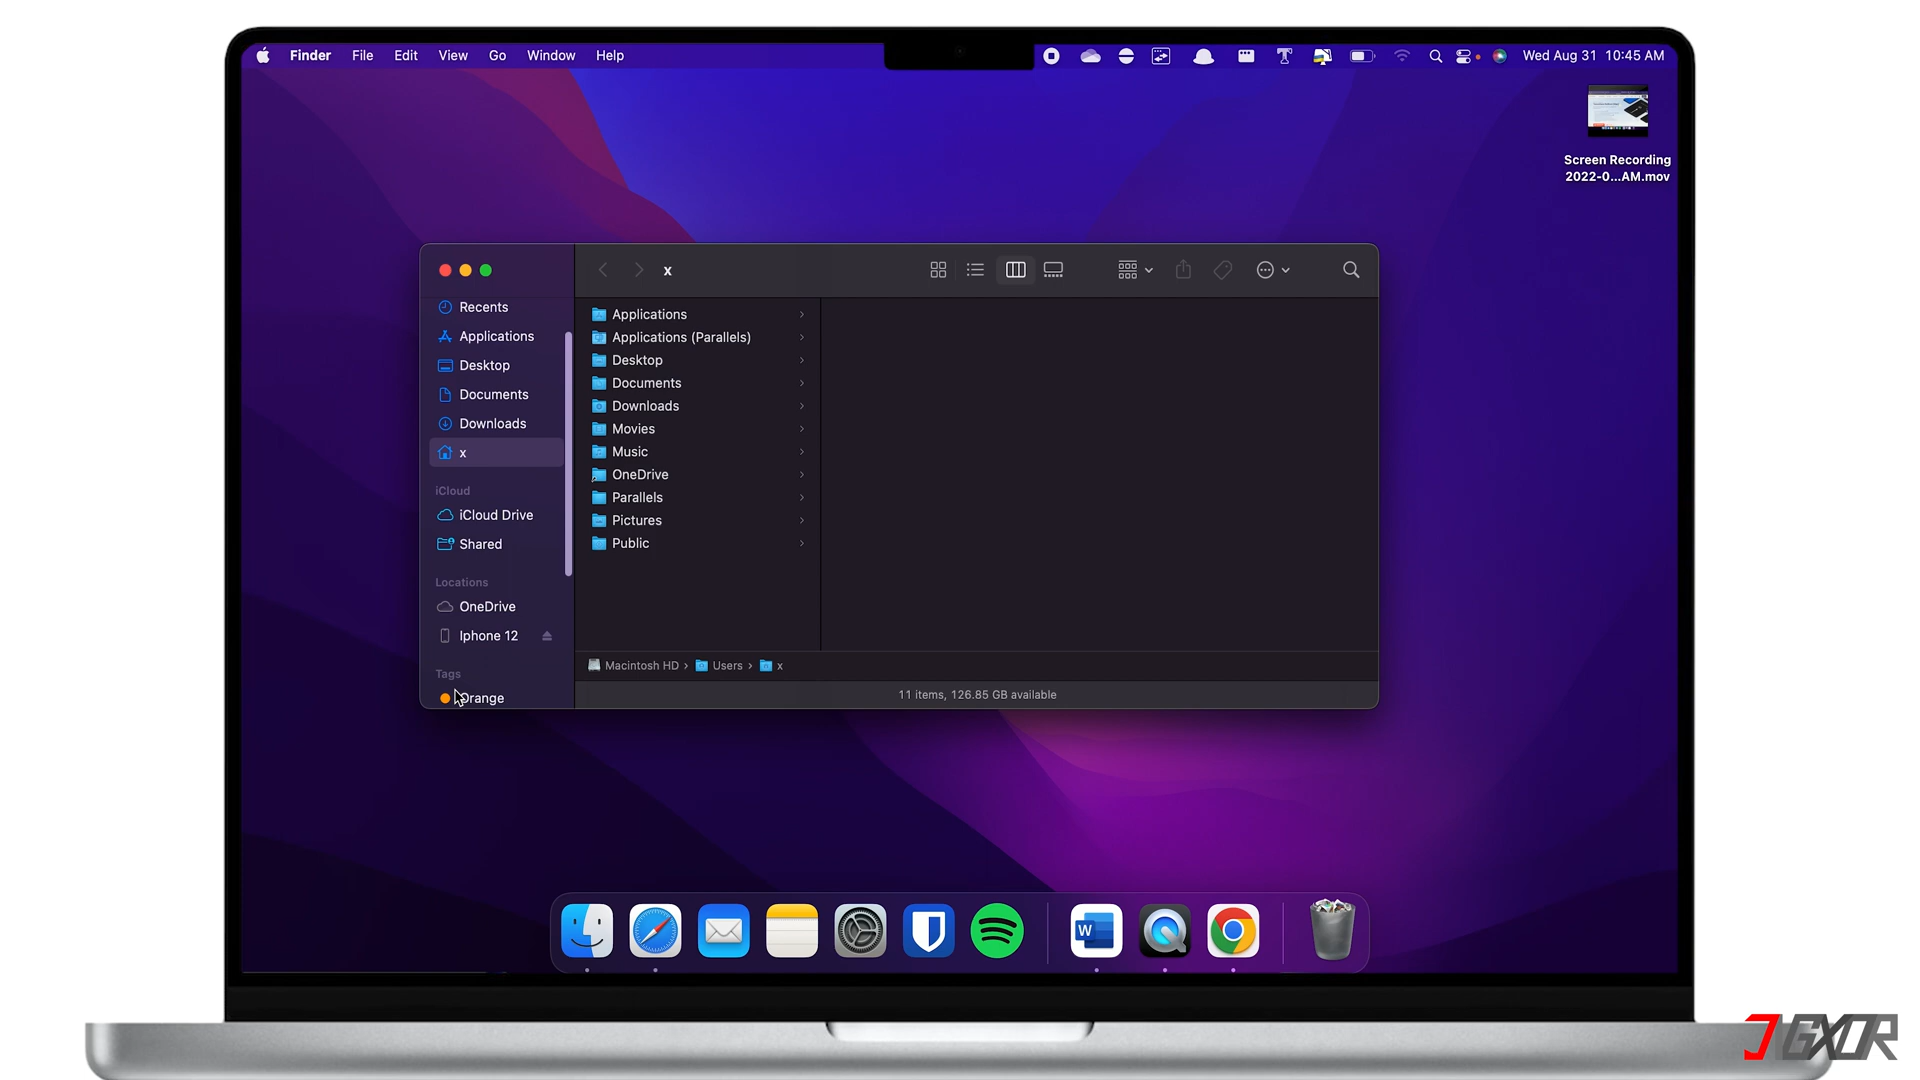 Finder File Edit View Go Window Help
Wed Aug 31 10:45 AM
Screen Recording
2022-0...AM.mov
x
Recents
Applications
Desktop
Documents
Downloads
x
iCloud
iCloud Drive
Shared
Locations
OneDrive
Iphone 12
Tags
Orange
Applications
Applications (Parallels)
Desktop
Documents
Downloads
Movies
Music
OneDrive
Parallels
Pictures
Public
Macintosh HD › Users › x
11 items, 126.85 GB available
W
JGXOR